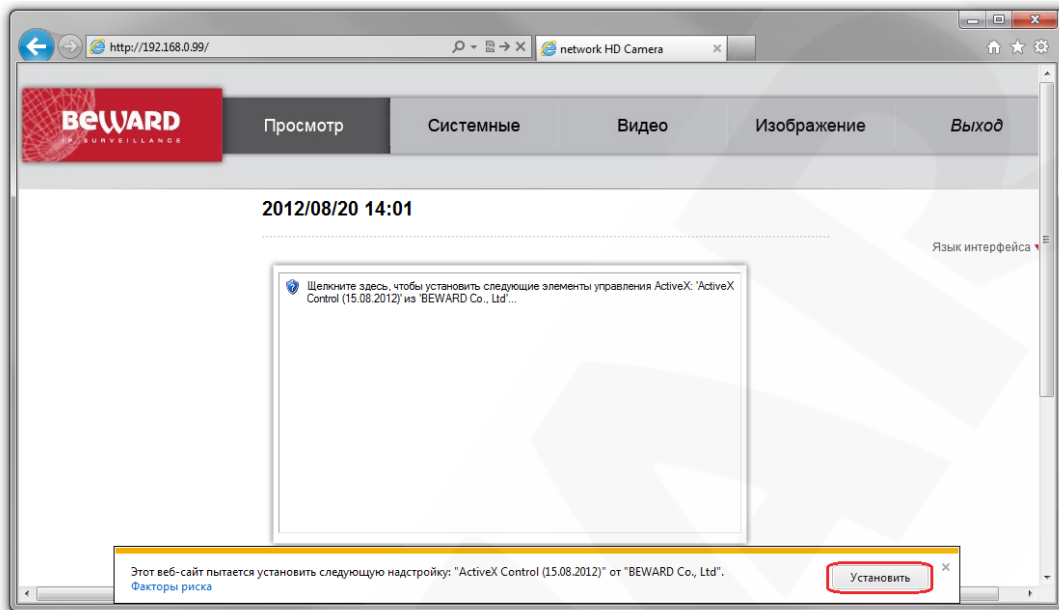 http://192.168.0.99/
network HD Camera
BEWARD
IP SURVEILLANCE
Просмотр
Системные
Видео
Изображение
Выход
2012/08/20 14:01
Язык интерфейса
Щелкните здесь, чтобы установить следующие элементы управления ActiveX: 'ActiveX
Control (15.08.2012)' из 'BEWARD Co., Ltd'...
Этот веб-сайт пытается установить следующую надстройку: "ActiveX Control (15.08.2012)" от "BEWARD Co., Ltd".
Факторы риска
Установить